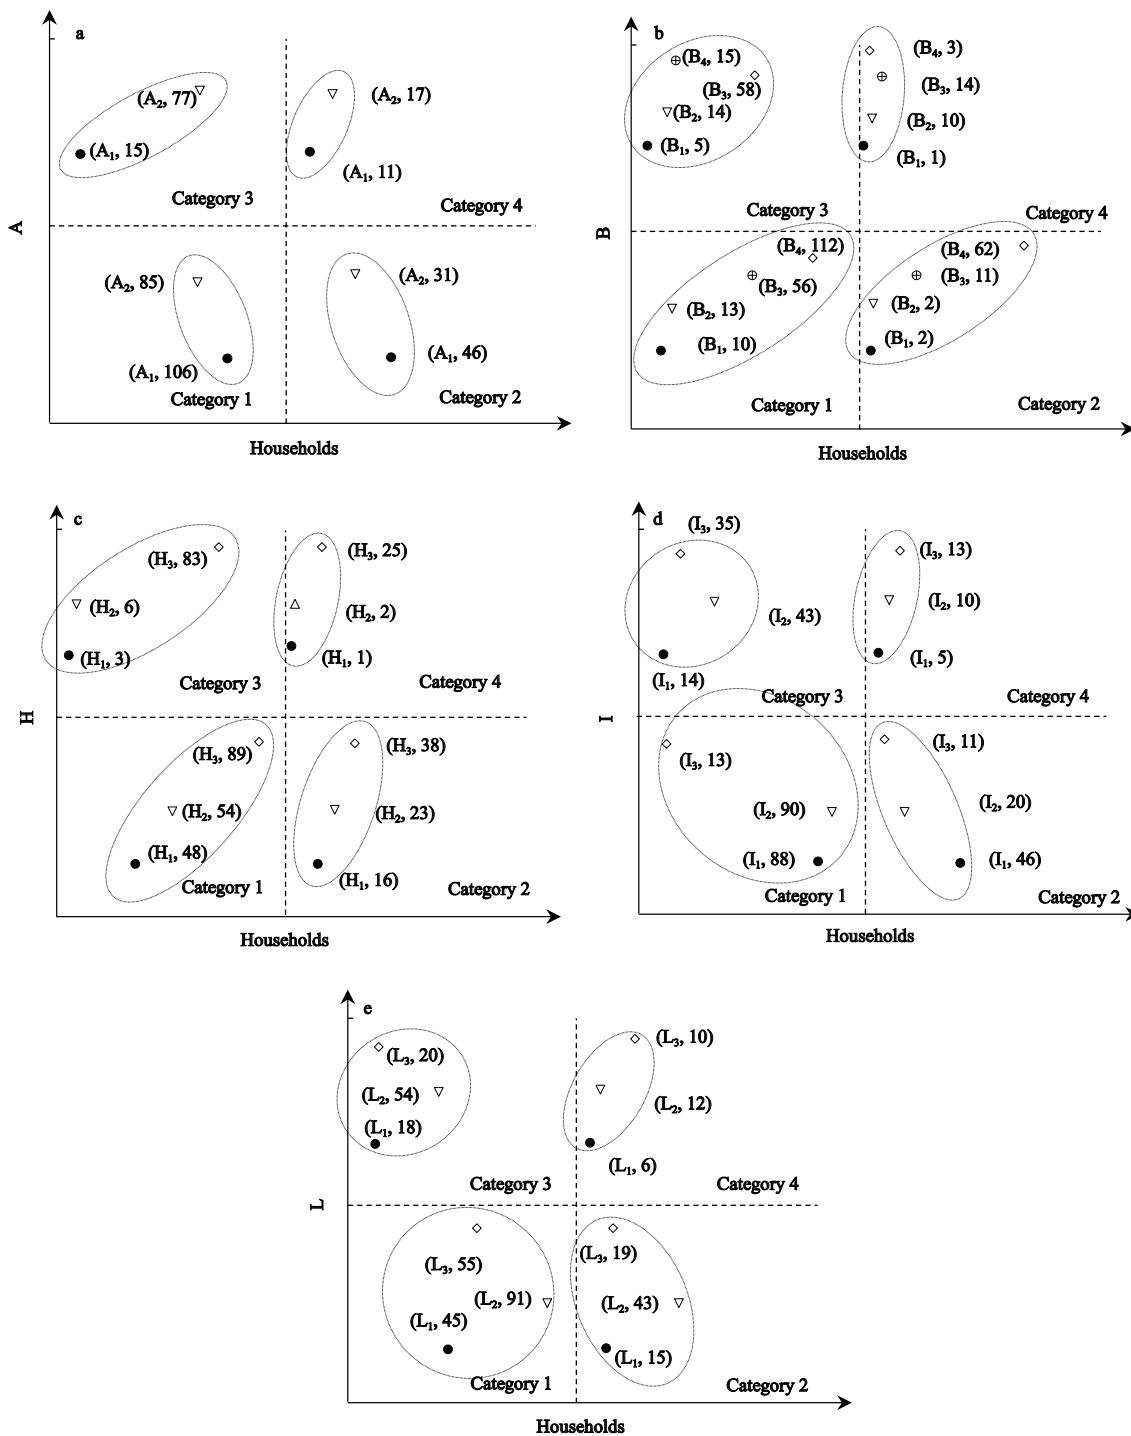 a
(A₂, 77)
(A₂, 17)
(A₁, 15)
(A₁, 11)
Category 3
Category 4
A
(A₂, 85)
(A₂, 31)
(A₁, 106)
(A₁, 46)
Category 1
Category 2
Households
b
(B₄, 15)
(B₄, 3)
(B₃, 58)
(B₃, 14)
(B₂, 14)
(B₂, 10)
(B₁, 5)
(B₁, 1)
Category 3
Category 4
B
(B₄, 112)
(B₄, 62)
(B₃, 56)
(B₃, 11)
(B₂, 13)
(B₂, 2)
(B₁, 10)
(B₁, 2)
Category 1
Category 2
Households
c
(H₃, 83)
(H₃, 25)
(H₂, 6)
(H₂, 2)
(H₁, 3)
(H₁, 1)
Category 3
Category 4
H
(H₃, 89)
(H₃, 38)
(H₂, 54)
(H₂, 23)
(H₁, 48)
(H₁, 16)
Category 1
Category 2
Households
d
(I₃, 35)
(I₃, 13)
(I₂, 43)
(I₂, 10)
(I₁, 14)
(I₁, 5)
Category 3
Category 4
I
(I₃, 13)
(I₃, 11)
(I₂, 90)
(I₂, 20)
(I₁, 88)
(I₁, 46)
Category 1
Category 2
Households
e
(L₃, 20)
(L₃, 10)
(L₂, 54)
(L₂, 12)
(L₁, 18)
(L₁, 6)
Category 3
Category 4
L
(L₃, 55)
(L₃, 19)
(L₂, 91)
(L₂, 43)
(L₁, 45)
(L₁, 15)
Category 1
Category 2
Households